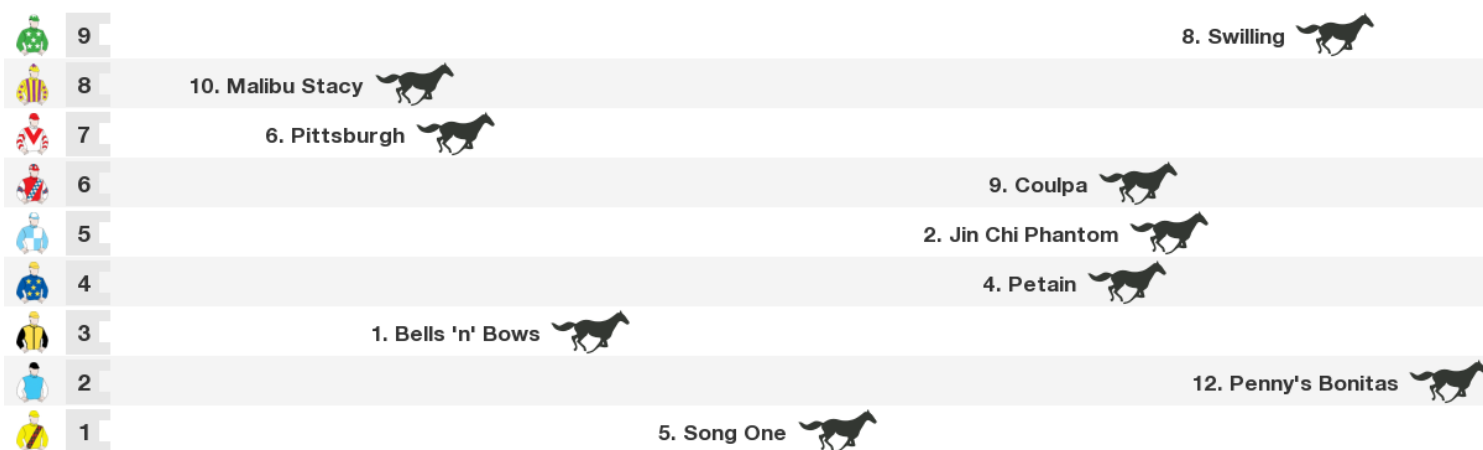 9 8. Swilling
8 10. Malibu Stacy
7 6. Pittsburgh
6 9. Coulpa
5 2. Jin Chi Phantom
4 4. Petain
3 1. Bells 'n' Bows
2 12. Penny's Bonitas
1 5. Song One